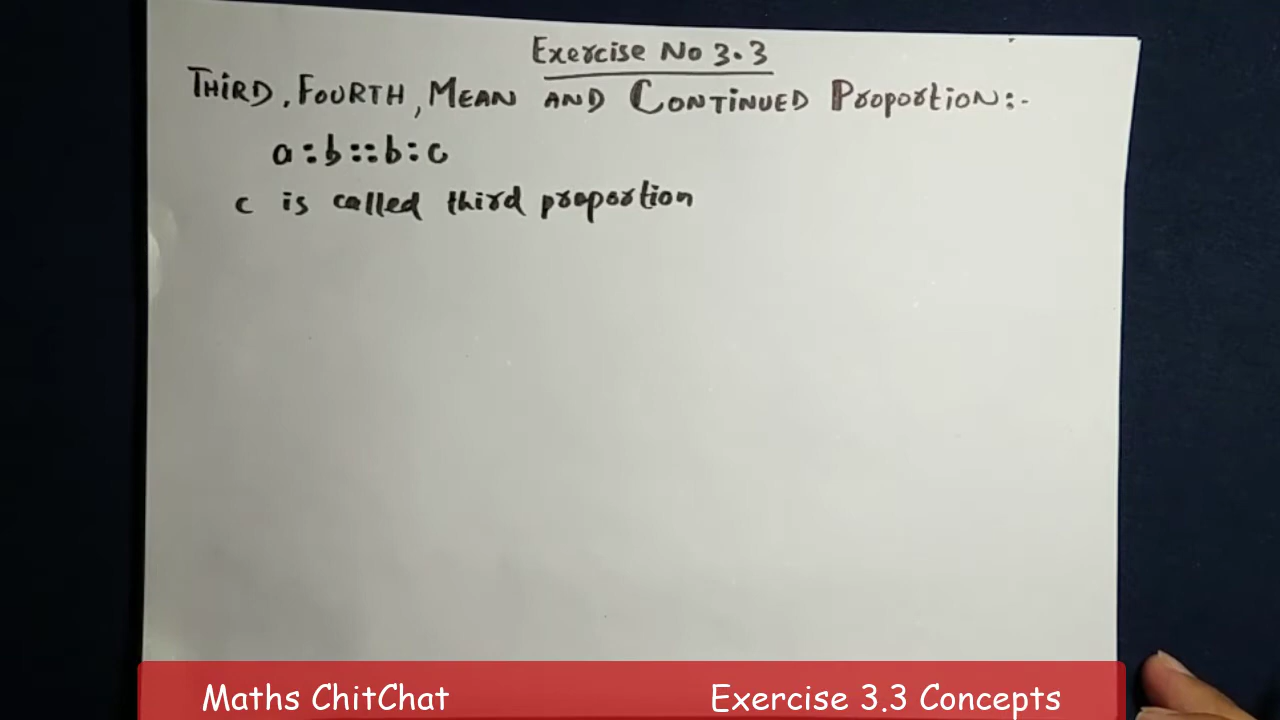 Exercise No 3.3
THIRD, FOURTH, MEAN AND CONTINUED Proportion:-
a:b::b:c
c is called third proportion
Maths ChitChat
Exercise 3.3 Concepts